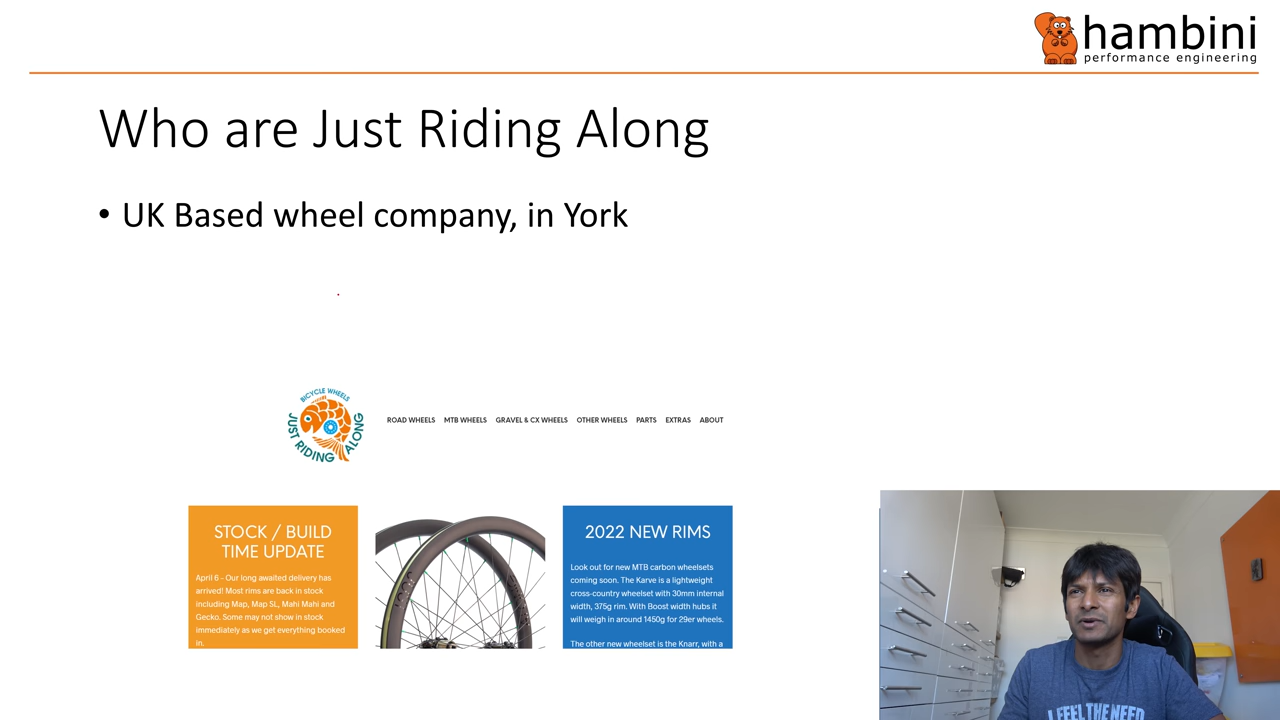 hambini
performance engineering
Who are Just Riding Along
• UK Based wheel company, in York
BICYCLE WHEELS
JUST RIDING ALONG
ROAD WHEELS MTB WHEELS GRAVEL & CX WHEELS OTHER WHEELS PARTS EXTRAS ABOUT
STOCK / BUILD
TIME UPDATE
April 6 - Our long awaited delivery has
arrived! Most rims are back in stock
including Map, Map SL, Mahi Mahi and
Gecko. Some may not show in stock
immediately as we get everything booked
in.
2022 NEW RIMS
Look out for new MTB carbon wheelsets
coming soon. The Karve is a lightweight
cross-country wheelset with 30mm internal
width, 375g rim. With Boost width hubs it
will weigh in around 1450g for 29er wheels.
The other new wheelset is the Knarr, with a
I FEEL THE NEED